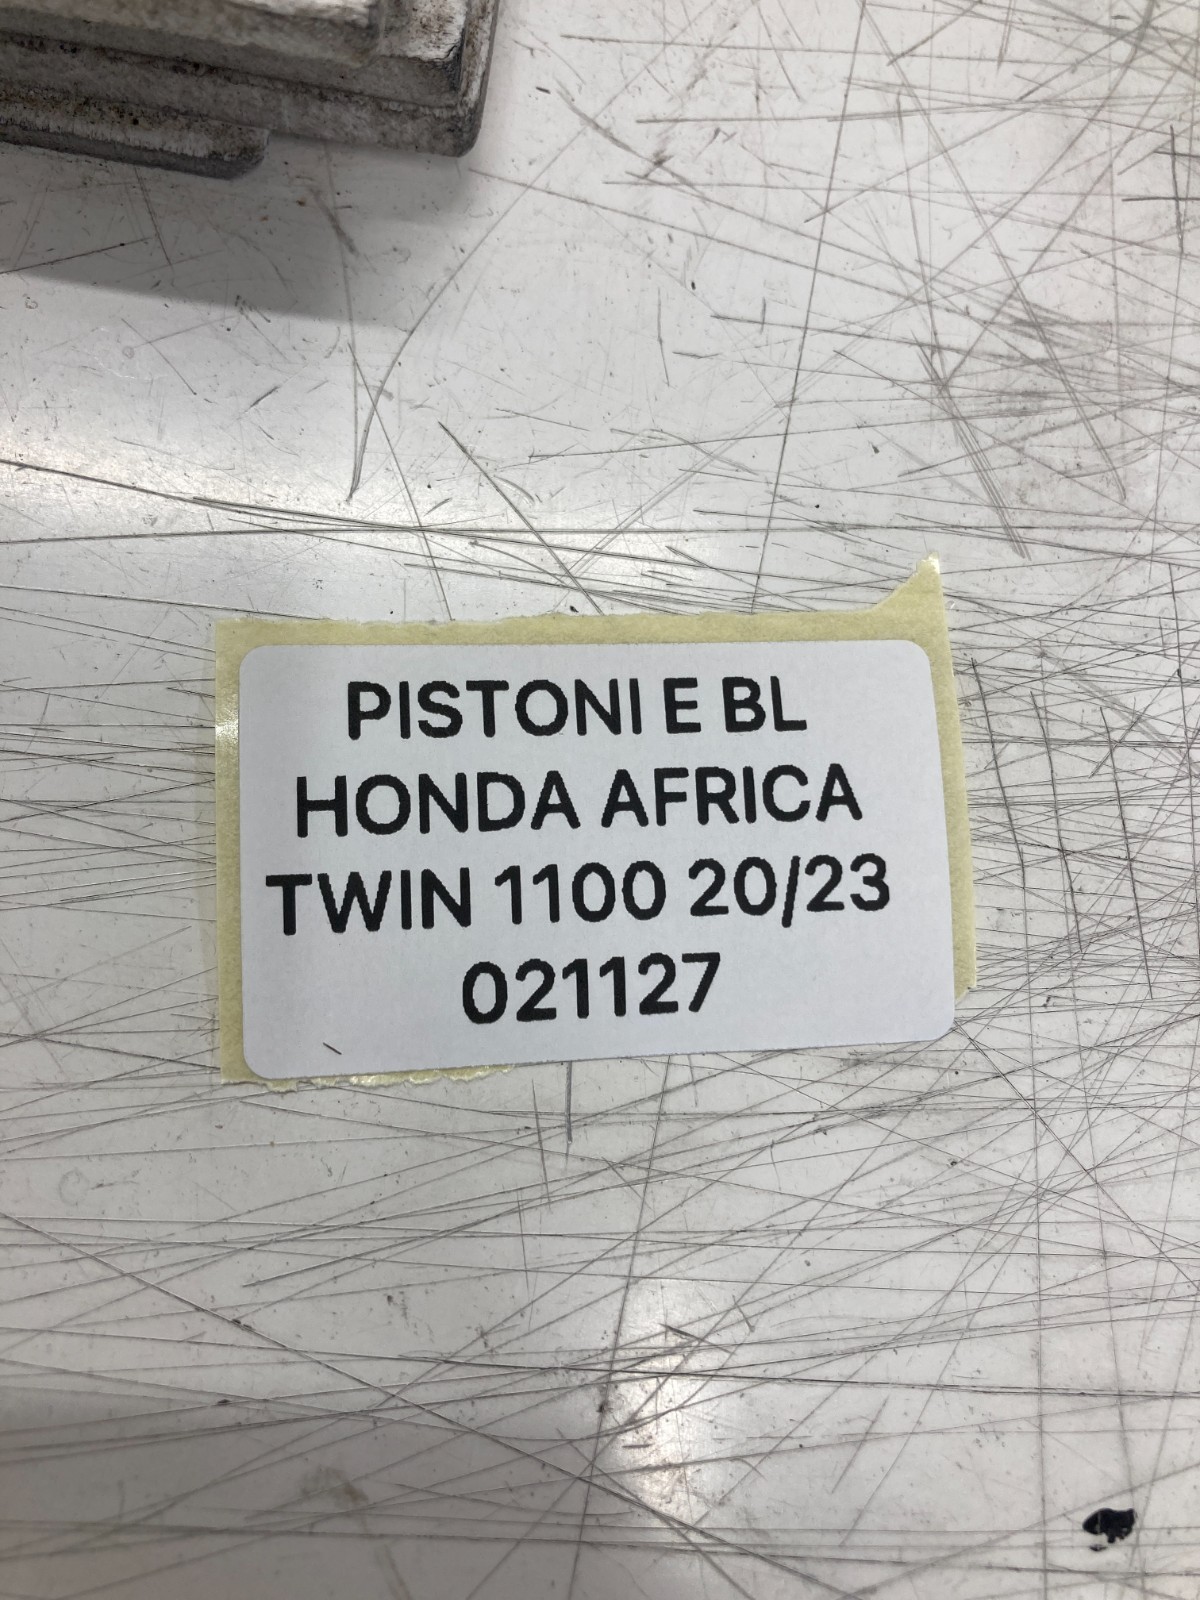 PISTONI E BL
HONDA AFRICA
TWIN 1100 20/23
021127